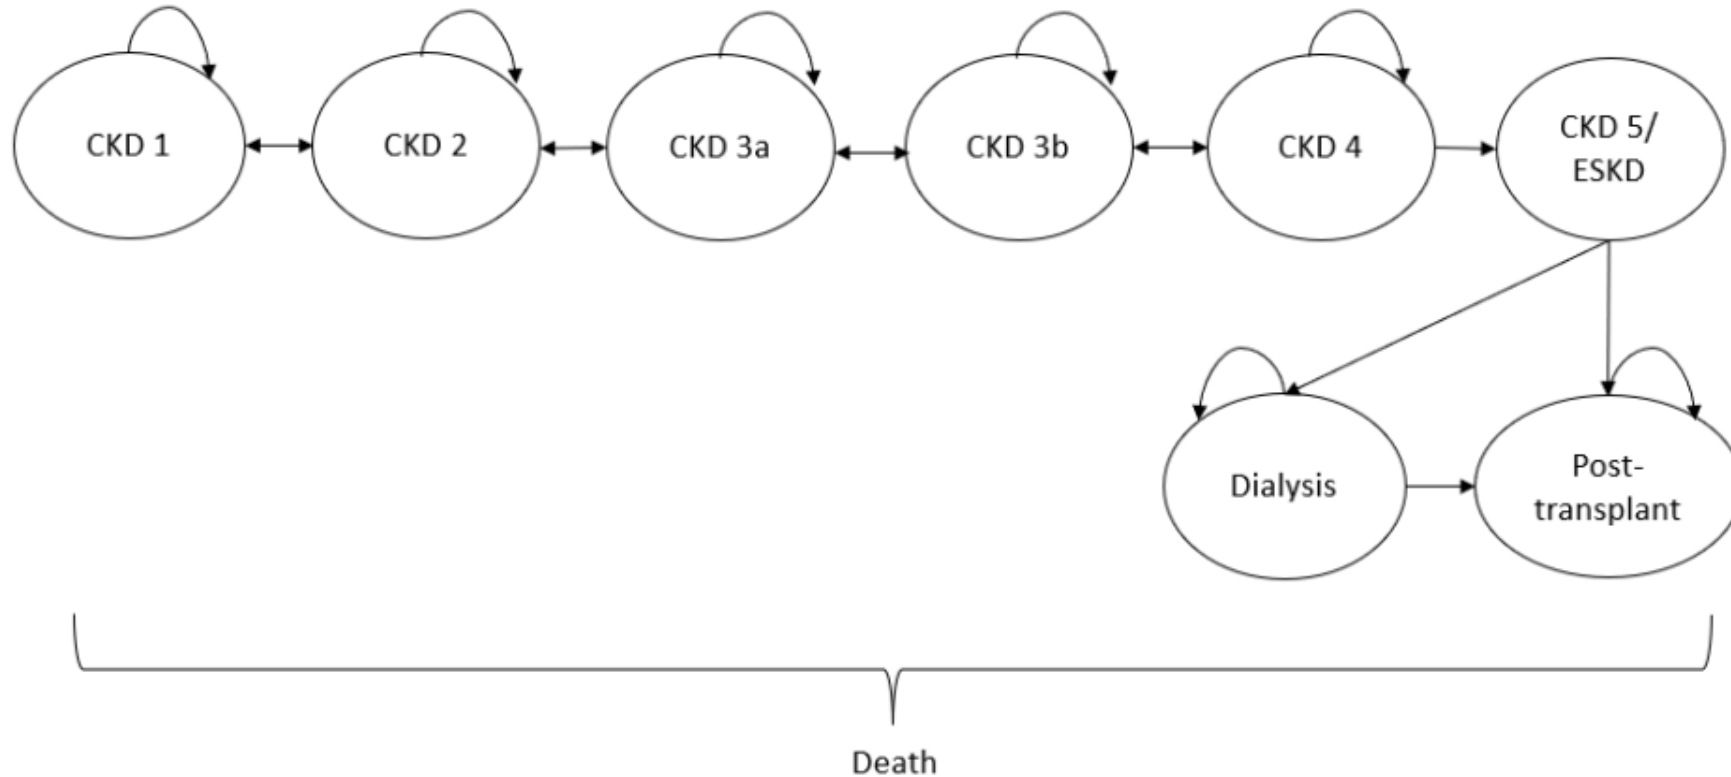 CKD 1
CKD 2
CKD 3a
CKD 3b
CKD 4
CKD 5/
ESKD
Dialysis
Post-
transplant
Death